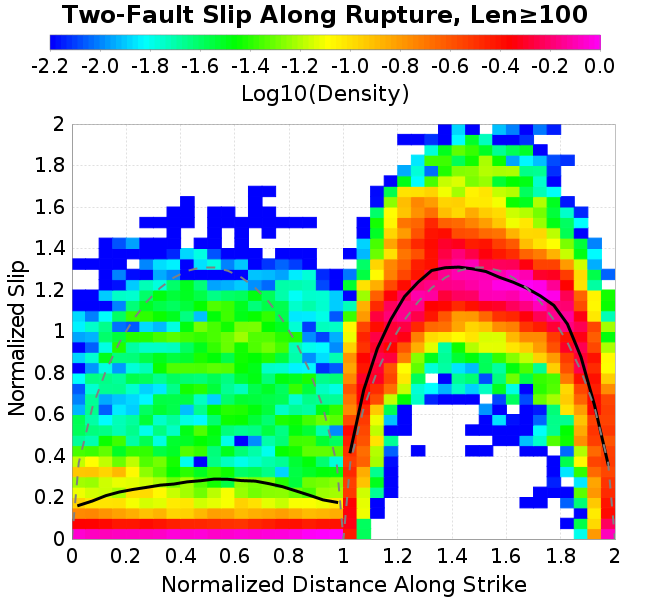 Two-Fault Slip Along Rupture, Len≥100
-2.2 -2.0 -1.8 -1.6 -1.4 -1.2 -1.0 -0.8 -0.6 -0.4 -0.2 0.0
Log10(Density)
2
1.8
1.6
1.4
1.2
1
0.8
0.6
0.4
0.2
0
Normalized Slip
0 0.2 0.4 0.6 0.8 1 1.2 1.4 1.6 1.8 2
Normalized Distance Along Strike